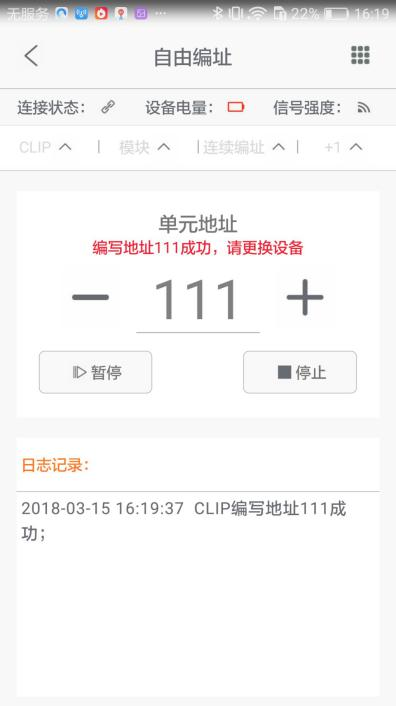 无服务 22% 16:19
自由编址
连接状态： 设备电量： 信号强度：
CLIP 模块 连续编址 +1
单元地址
编写地址111成功，请更换设备
111
暂停 停止
日志记录：
2018-03-15 16:19:37 CLIP编写地址111成
功；